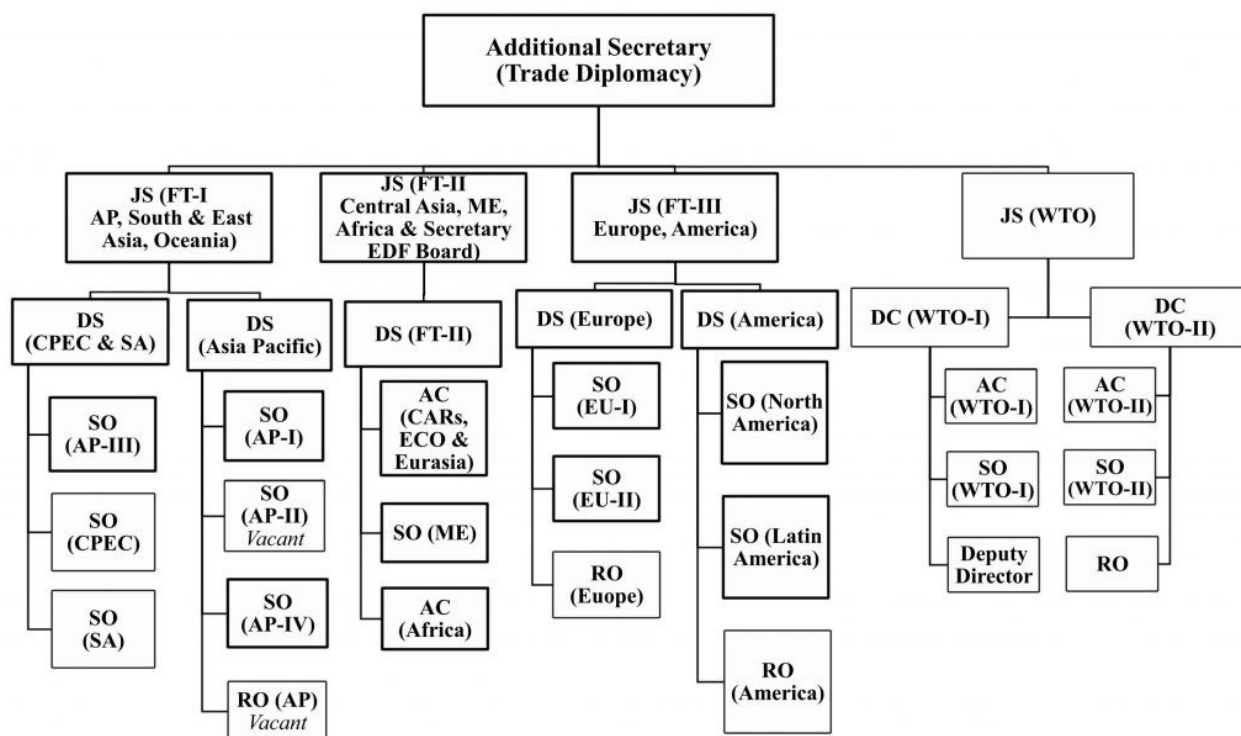 Additional Secretary
(Trade Diplomacy)
JS (FT-I
AP, South & East
Asia, Oceania)
JS (FT-II
Central Asia, ME,
Africa & Secretary
EDF Board)
JS (FT-III
Europe, America)
JS (WTO)
DS
(CPEC & SA)
DS
(Asia Pacific)
DS (FT-II)
DS (Europe)
DS (America)
DC (WTO-I)
DC
(WTO-II)
SO
(AP-III)
SO
(CPEC)
SO
(SA)
SO
(AP-I)
SO
(AP-II)
Vacant
SO
(AP-IV)
RO (AP)
Vacant
AC
(CARs,
ECO &
Eurasia)
SO (ME)
AC
(Africa)
SO
(EU-I)
SO
(EU-II)
RO
(Euope)
SO (North
America)
SO (Latin
America)
RO
(America)
AC
(WTO-I)
SO
(WTO-I)
Deputy
Director
AC
(WTO-II)
SO
(WTO-II)
RO